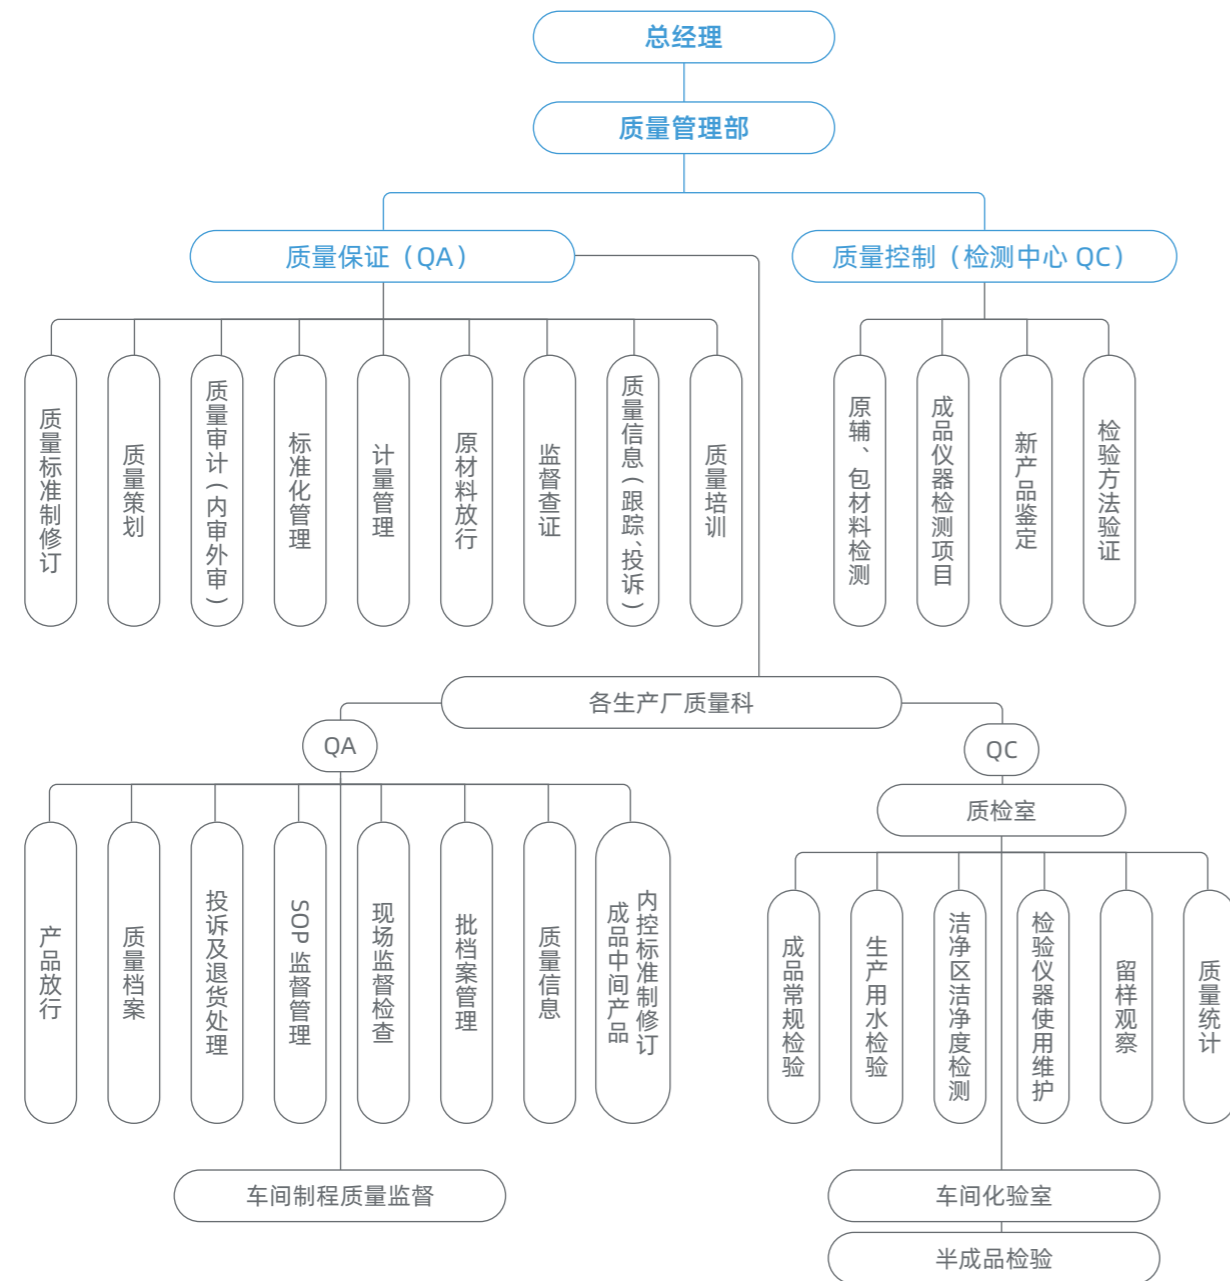 总经理
质量管理部
质量保证（QA）
质量控制（检测中心 QC）
质量标准制修订
质量策划
质量审计（内审外审）
标准化管理
计量管理
原材料放行
监督查证
质量信息（跟踪、投诉）
质量培训
原辅、包材料检测
成品仪器检测项目
新产品鉴定
检验方法验证
各生产厂质量科
QA
QC
质检室
产品放行
质量档案
投诉及退货处理
SOP 监督管理
现场监督检查
批档案管理
质量信息
内控标准制修订
成品中间产品
成品常规检验
生产用水检验
洁净区洁净度检测
检验仪器使用维护
留样观察
质量统计
车间制程质量监督
车间化验室
半成品检验